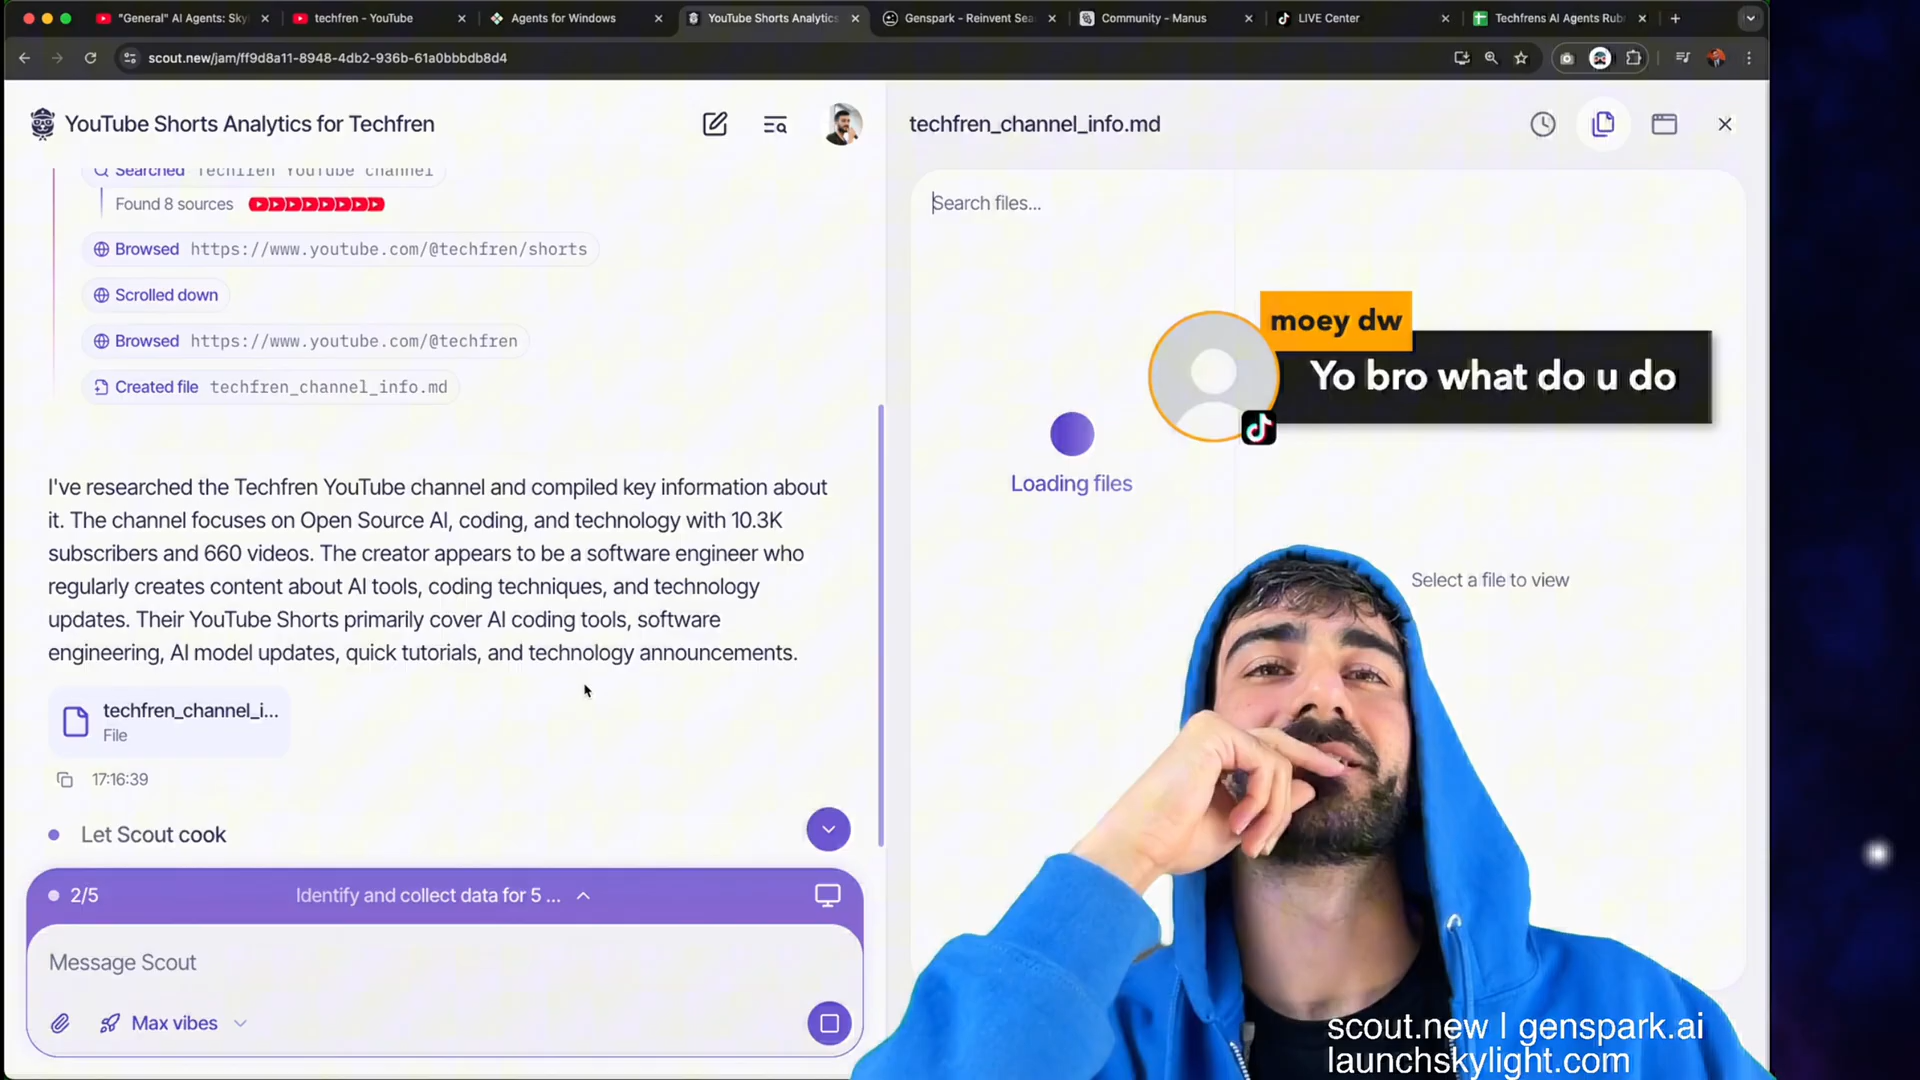 "General" AI Agents: Sky
techfren - YouTube
Agents for Windows
YouTube Shorts Analytics
Genspark - Reinvent Sea
Community - Manus
LIVE Center
Techfrens AI Agents Rub
scout.new/jam/ff9d8a11-8948-4db2-936b-61a0bbbdb8d4
YouTube Shorts Analytics for Techfren
Searched Techfren YouTube channel
Found 8 sources
Browsed https://www.youtube.com/@techfren/shorts
Scrolled down
Browsed https://www.youtube.com/@techfren
Created file techfren_channel_info.md
I've researched the Techfren YouTube channel and compiled key information about
it. The channel focuses on Open Source AI, coding, and technology with 10.3K
subscribers and 660 videos. The creator appears to be a software engineer who
regularly creates content about AI tools, coding techniques, and technology
updates. Their YouTube Shorts primarily cover AI coding tools, software
engineering, AI model updates, quick tutorials, and technology announcements.
techfren_channel_i...
File
17:16:39
Let Scout cook
2/5 Identify and collect data for 5 ...
Message Scout
Max vibes
techfren_channel_info.md
Search files...
moey dw
Yo bro what do u do
Loading files
Select a file to view
scout.new | genspark.ai
launchskylight.com